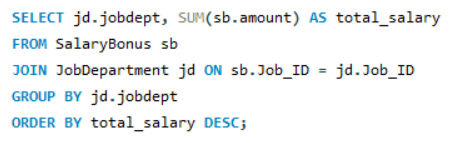 SELECT jd.jobdept, SUM(sb.amount) AS total_salary
FROM SalaryBonus sb
JOIN JobDepartment jd ON sb.Job_ID = jd.Job_ID
GROUP BY jd.jobdept
ORDER BY total_salary DESC;